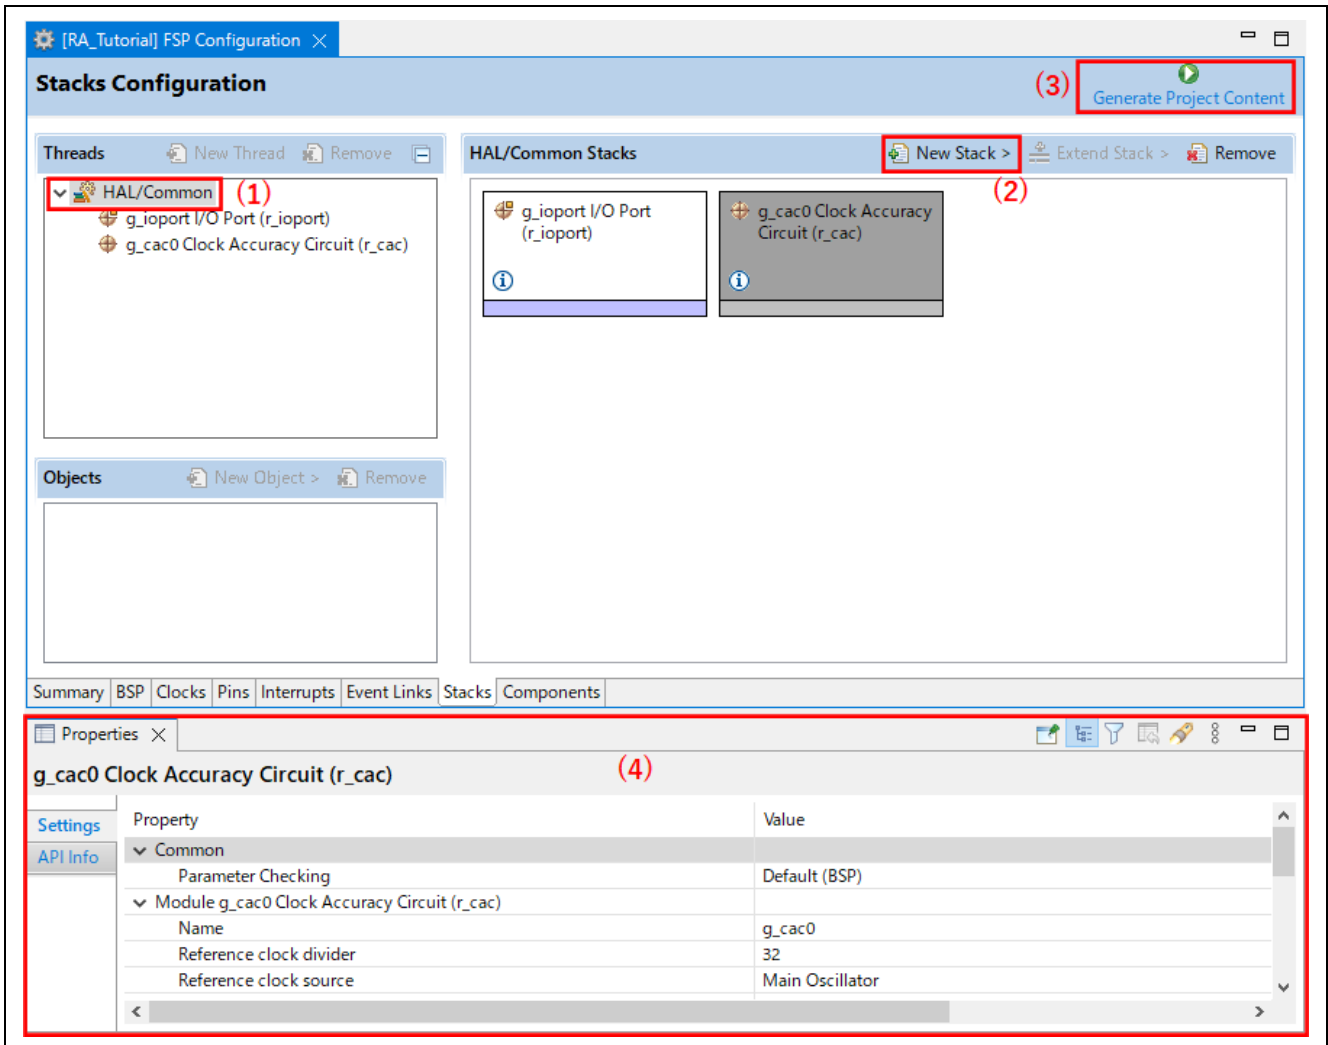 [RA_Tutorial] FSP Configuration
Stacks Configuration
(3)
Generate Project Content
Threads
New Thread
Remove
HAL/Common
(1)
g_ioport I/O Port (r_ioport)
g_cac0 Clock Accuracy Circuit (r_cac)
HAL/Common Stacks
New Stack >
Extend Stack >
Remove
(2)
g_ioport I/O Port
(r_ioport)
g_cac0 Clock Accuracy
Circuit (r_cac)
Objects
New Object >
Remove
Summary BSP Clocks Pins Interrupts Event Links Stacks Components
Properties
(4)
g_cac0 Clock Accuracy Circuit (r_cac)
Settings
API Info
Property Value
Common
Parameter Checking Default (BSP)
Module g_cac0 Clock Accuracy Circuit (r_cac)
Name g_cac0
Reference clock divider 32
Reference clock source Main Oscillator